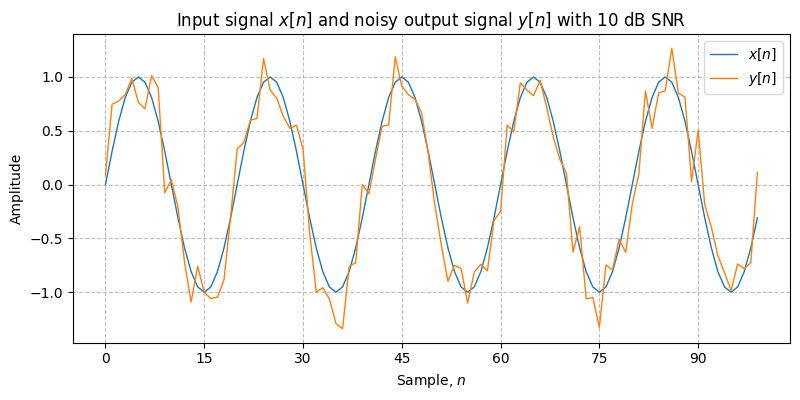 Input signal x[n] and noisy output signal y[n] with 10 dB SNR
x[n]
y[n]
Amplitude
1.0
0.5
0.0
−0.5
−1.0
0 15 30 45 60 75 90
Sample, n